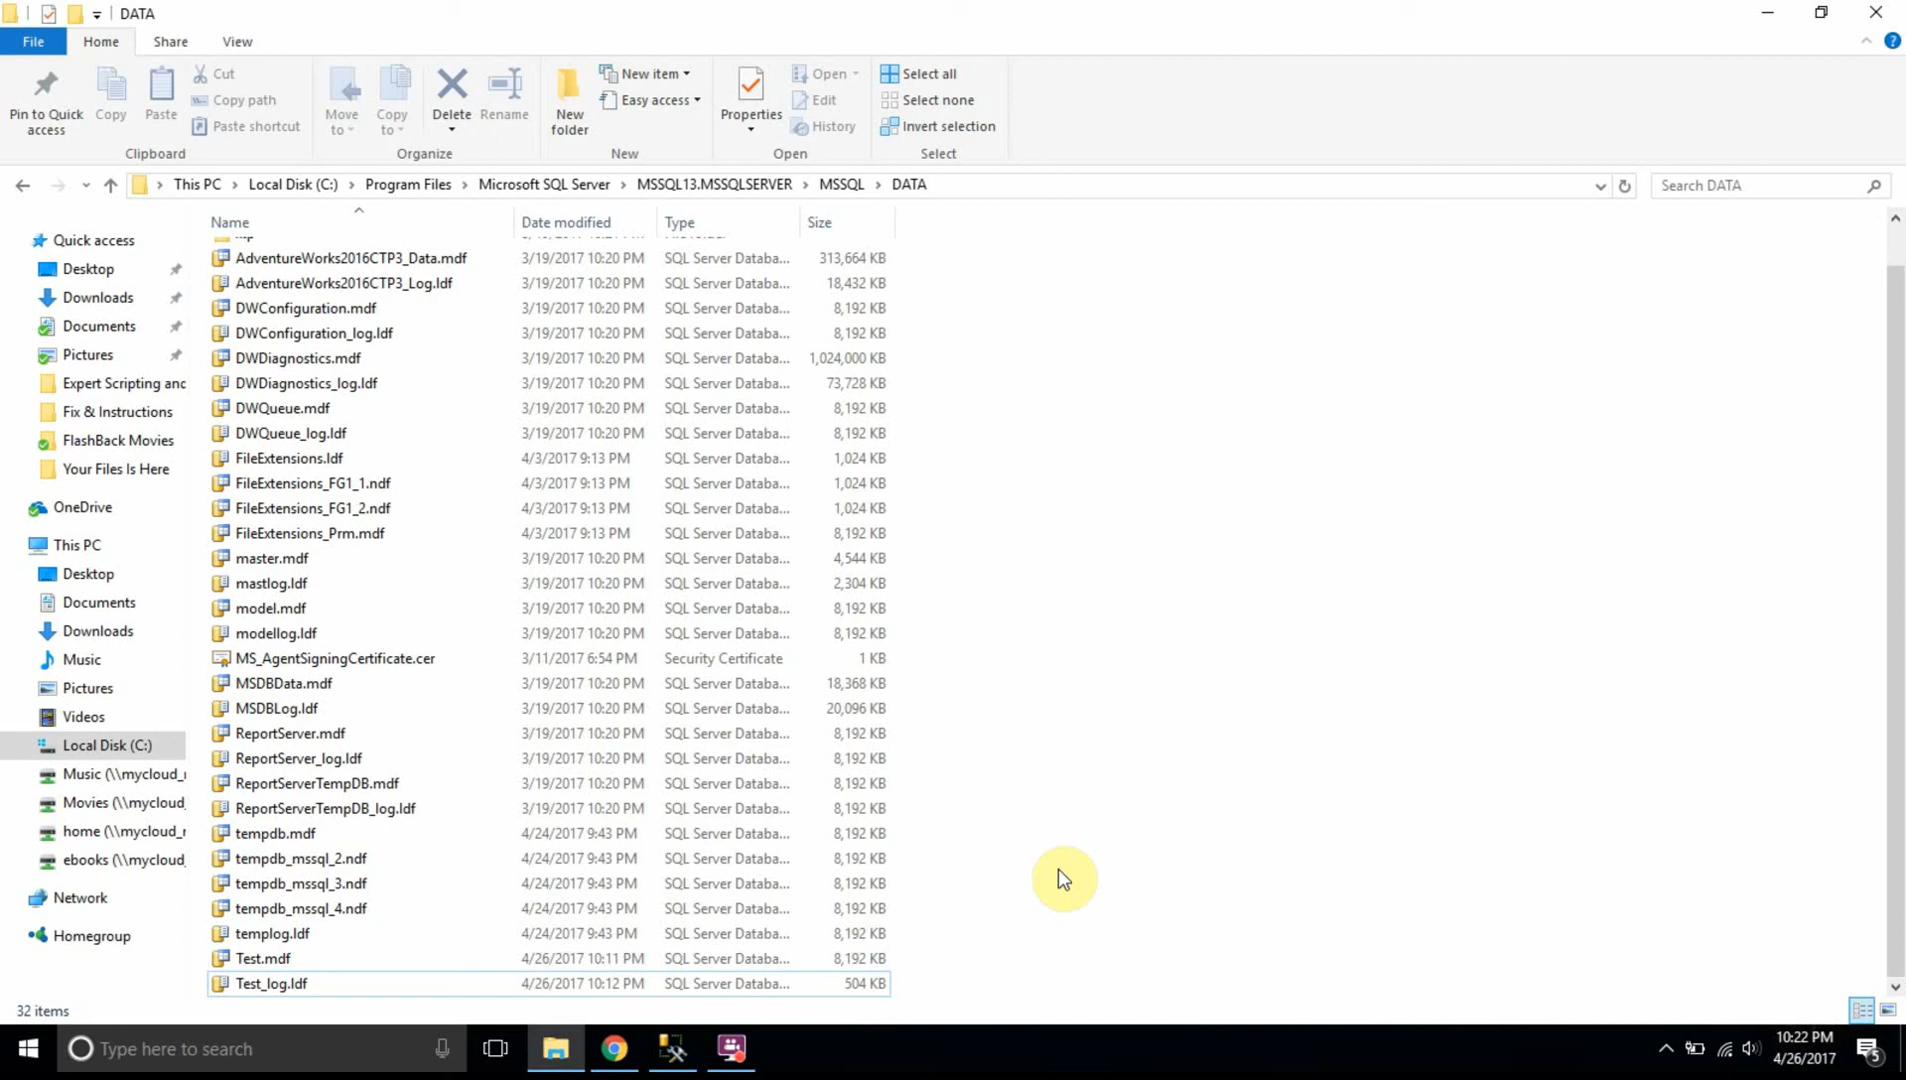 DATA
File Home Share View
Pin to Quick access
Copy
Paste
Cut
Copy path
Paste shortcut
Clipboard
Move to
Copy to
Delete
Rename
Organize
New folder
New item
Easy access
New
Properties
Open
Edit
History
Open
Select all
Select none
Invert selection
Select
This PC > Local Disk (C:) > Program Files > Microsoft SQL Server > MSSQL13.MSSQLSERVER > MSSQL > DATA
Search DATA
Quick access
Desktop
Downloads
Documents
Pictures
Expert Scripting and
Fix & Instructions
FlashBack Movies
Your Files Is Here
OneDrive
This PC
Desktop
Documents
Downloads
Music
Pictures
Videos
Local Disk (C:)
Music (\\mycloud_r
Movies (\\mycloud_
home (\\mycloud_r
ebooks (\\mycloud_
Network
Homegroup
Name Date modified Type Size
AdventureWorks2016CTP3_Data.mdf 3/19/2017 10:20 PM SQL Server Databa... 313,664 KB
AdventureWorks2016CTP3_Log.ldf 3/19/2017 10:20 PM SQL Server Databa... 18,432 KB
DWConfiguration.mdf 3/19/2017 10:20 PM SQL Server Databa... 8,192 KB
DWConfiguration_log.ldf 3/19/2017 10:20 PM SQL Server Databa... 8,192 KB
DWDiagnostics.mdf 3/19/2017 10:20 PM SQL Server Databa... 1,024,000 KB
DWDiagnostics_log.ldf 3/19/2017 10:20 PM SQL Server Databa... 73,728 KB
DWQueue.mdf 3/19/2017 10:20 PM SQL Server Databa... 8,192 KB
DWQueue_log.ldf 3/19/2017 10:20 PM SQL Server Databa... 8,192 KB
FileExtensions.ldf 4/3/2017 9:13 PM SQL Server Databa... 1,024 KB
FileExtensions_FG1_1.ndf 4/3/2017 9:13 PM SQL Server Databa... 1,024 KB
FileExtensions_FG1_2.ndf 4/3/2017 9:13 PM SQL Server Databa... 1,024 KB
FileExtensions_Prm.mdf 4/3/2017 9:13 PM SQL Server Databa... 8,192 KB
master.mdf 3/19/2017 10:20 PM SQL Server Databa... 4,544 KB
mastlog.ldf 3/19/2017 10:20 PM SQL Server Databa... 2,304 KB
model.mdf 3/19/2017 10:20 PM SQL Server Databa... 8,192 KB
modellog.ldf 3/19/2017 10:20 PM SQL Server Databa... 8,192 KB
MS_AgentSigningCertificate.cer 3/11/2017 6:54 PM Security Certificate 1 KB
MSDBData.mdf 3/19/2017 10:20 PM SQL Server Databa... 18,368 KB
MSDBLog.ldf 3/19/2017 10:20 PM SQL Server Databa... 20,096 KB
ReportServer.mdf 3/19/2017 10:20 PM SQL Server Databa... 8,192 KB
ReportServer_log.ldf 3/19/2017 10:20 PM SQL Server Databa... 8,192 KB
ReportServerTempDB.mdf 3/19/2017 10:20 PM SQL Server Databa... 8,192 KB
ReportServerTempDB_log.ldf 3/19/2017 10:20 PM SQL Server Databa... 8,192 KB
tempdb.mdf 4/24/2017 9:43 PM SQL Server Databa... 8,192 KB
tempdb_mssql_2.ndf 4/24/2017 9:43 PM SQL Server Databa... 8,192 KB
tempdb_mssql_3.ndf 4/24/2017 9:43 PM SQL Server Databa... 8,192 KB
tempdb_mssql_4.ndf 4/24/2017 9:43 PM SQL Server Databa... 8,192 KB
templog.ldf 4/24/2017 9:43 PM SQL Server Databa... 8,192 KB
Test.mdf 4/26/2017 10:11 PM SQL Server Databa... 8,192 KB
Test_log.ldf 4/26/2017 10:12 PM SQL Server Databa... 504 KB
32 items
Type here to search
10:22 PM
4/26/2017
5